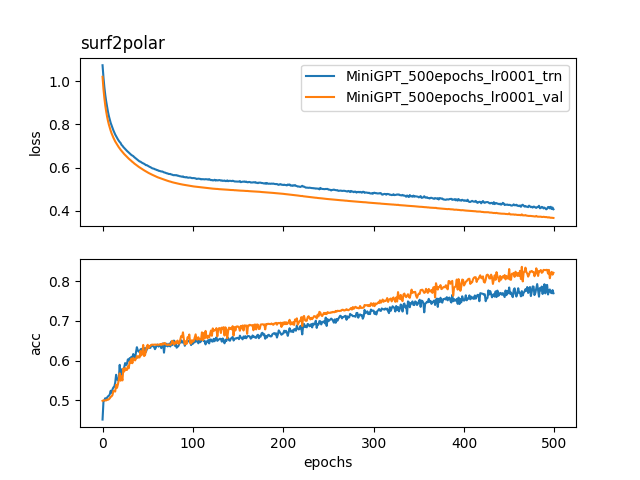 surf2polar
MiniGPT_500epochs_lr0001_trn
MiniGPT_500epochs_lr0001_val
1.0
0.8
0.6
0.4
loss
0.8
0.7
0.6
0.5
acc
0 100 200 300 400 500
epochs